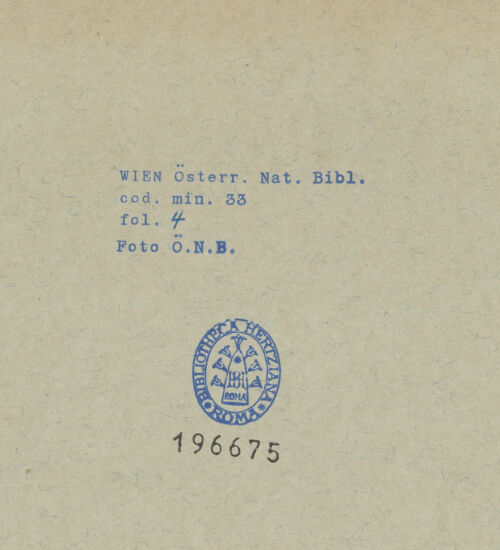 WIEN Österr. Nat. Bibl.
cod. min. 33
fol. 4
Foto Ö.N.B.
BIBLIOTHECA HERTZIANA
ROMA
* ROMA *
196675